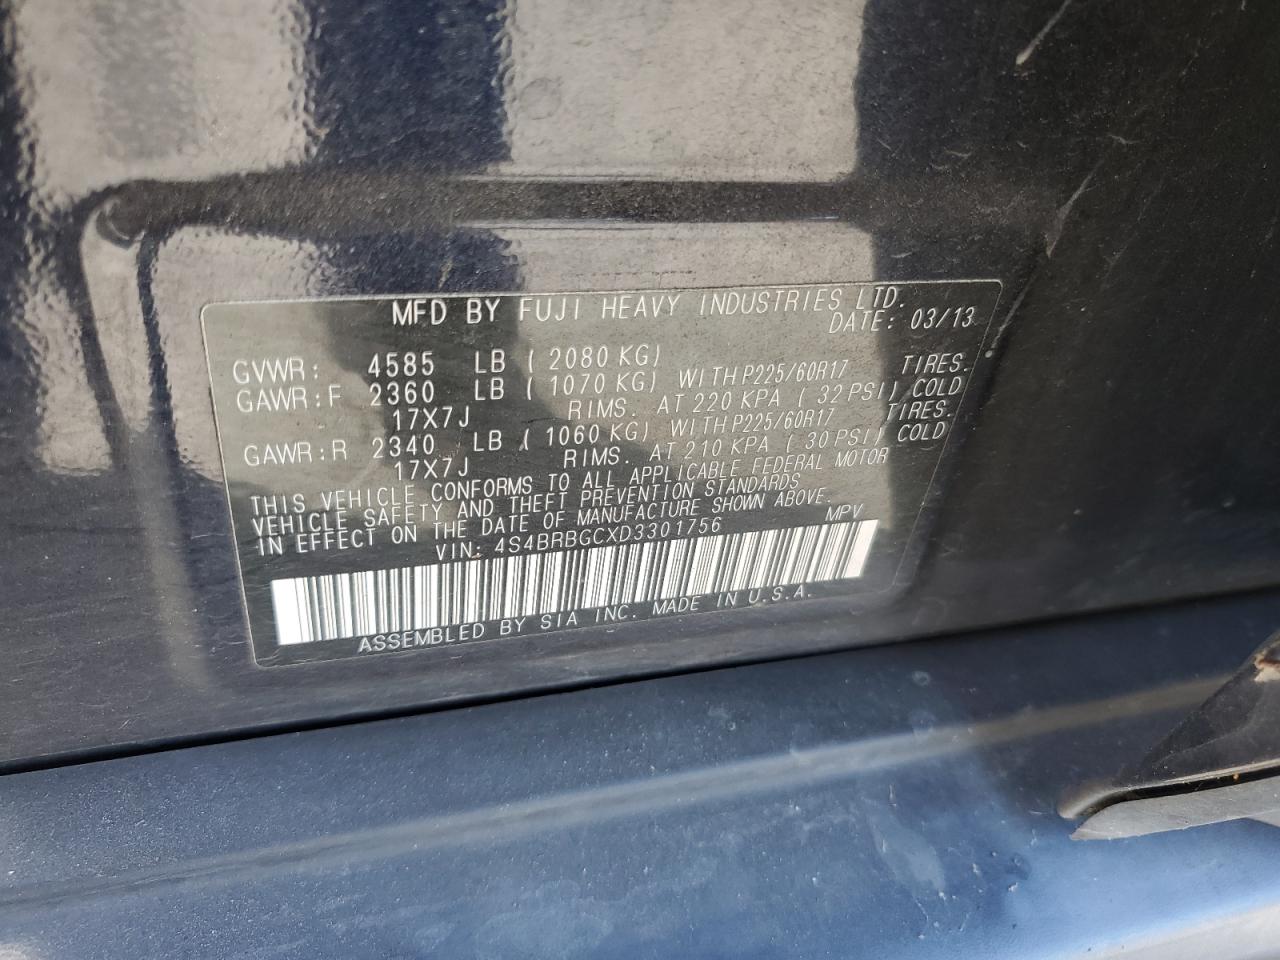 MFD BY FUJI HEAVY INDUSTRIES LTD.
DATE: 03/13
GVWR: 4585 LB ( 2080 KG)
GAWR: F 2360 LB ( 1070 KG) WITH P225/60R17 TIRES.
17X7J RIMS. AT 220 KPA ( 32 PSI) COLD
GAWR: R 2340 LB ( 1060 KG) WITH P225/60R17 TIRES.
17X7J RIMS. AT 210 KPA ( 30 PSI) COLD
THIS VEHICLE CONFORMS TO ALL APPLICABLE FEDERAL MOTOR
VEHICLE SAFETY AND THEFT PREVENTION STANDARDS
IN EFFECT ON THE DATE OF MANUFACTURE SHOWN ABOVE.
VIN: 4S4BRBGCXD3301756 MPV
ASSEMBLED BY SIA INC. MADE IN U.S.A.